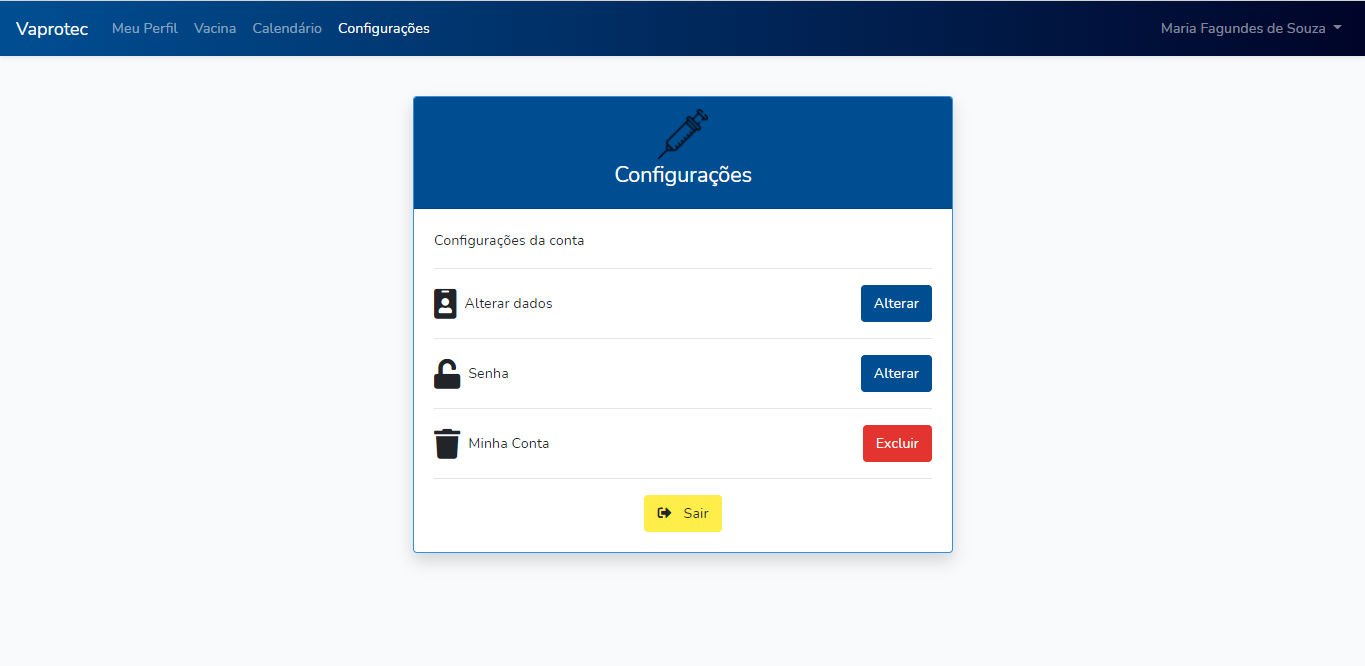 Vaprotec Meu Perfil Vacina Calendário Configurações Maria Fagundes de Souza
Configurações
Configurações da conta
Alterar dados Alterar
Senha Alterar
Minha Conta Excluir
Sair